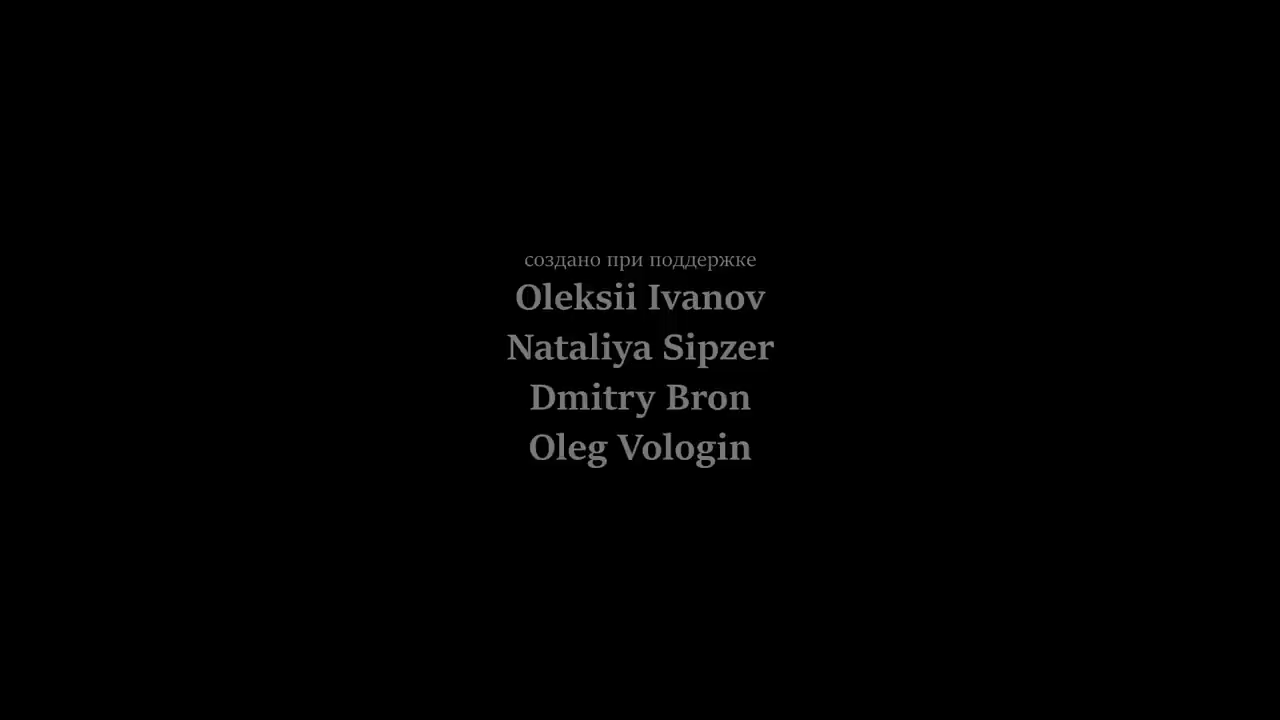 создано при поддержке
Oleksii Ivanov
Nataliya Sipzer
Dmitry Bron
Oleg Vologin